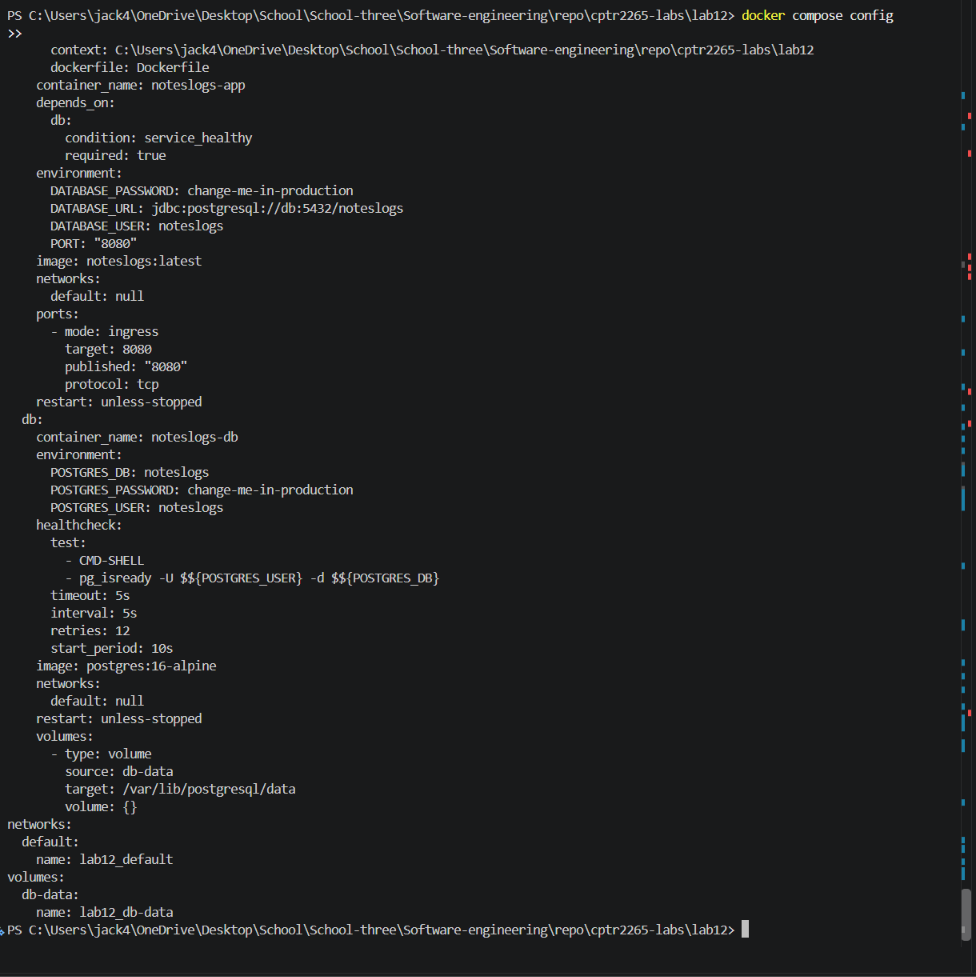 PS C:\Users\jack4\OneDrive\Desktop\School\School-three\Software-engineering\repo\cptr2265-labs\lab12> docker compose config
>>
      context: C:\Users\jack4\OneDrive\Desktop\School\School-three\Software-engineering\repo\cptr2265-labs\lab12
      dockerfile: Dockerfile
    container_name: noteslogs-app
    depends_on:
      db:
        condition: service_healthy
        required: true
    environment:
      DATABASE_PASSWORD: change-me-in-production
      DATABASE_URL: jdbc:postgresql://db:5432/noteslogs
      DATABASE_USER: noteslogs
      PORT: "8080"
    image: noteslogs:latest
    networks:
      default: null
    ports:
      - mode: ingress
        target: 8080
        published: "8080"
        protocol: tcp
    restart: unless-stopped
  db:
    container_name: noteslogs-db
    environment:
      POSTGRES_DB: noteslogs
      POSTGRES_PASSWORD: change-me-in-production
      POSTGRES_USER: noteslogs
    healthcheck:
      test:
        - CMD-SHELL
        - pg_isready -U $${POSTGRES_USER} -d $${POSTGRES_DB}
      timeout: 5s
      interval: 5s
      retries: 12
      start_period: 10s
    image: postgres:16-alpine
    networks:
      default: null
    restart: unless-stopped
    volumes:
      - type: volume
        source: db-data
        target: /var/lib/postgresql/data
        volume: {}
networks:
  default:
    name: lab12_default
volumes:
  db-data:
    name: lab12_db-data
PS C:\Users\jack4\OneDrive\Desktop\School\School-three\Software-engineering\repo\cptr2265-labs\lab12>